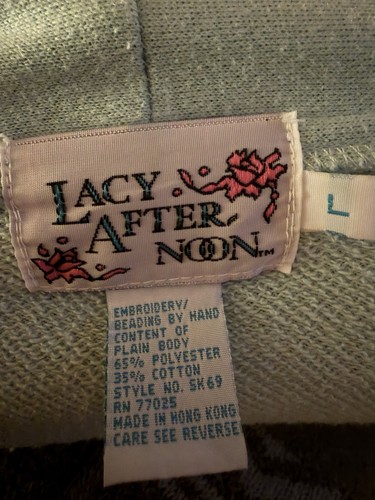 LACY
AFTER
NOON™
L
EMBROIDERY/
BEADING BY HAND
CONTENT OF
PLAIN BODY
65% POLYESTER
35% COTTON
STYLE NO. SK69
RN 77025
MADE IN HONG KONG
CARE SEE REVERSE